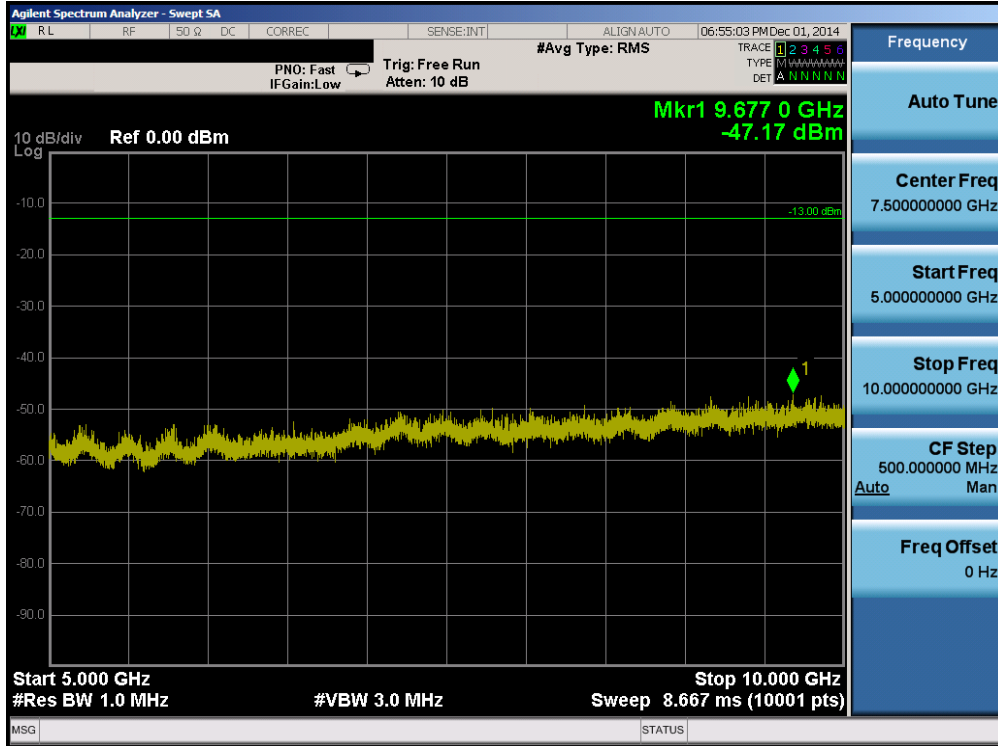 Agilent Spectrum Analyzer - Swept SA
LXI RL RF 50 Ω DC CORREC SENSE:INT ALIGN AUTO 06:55:03 PM Dec 01, 2014
#Avg Type: RMS TRACE 1 2 3 4 5 6
PNO: Fast Trig: Free Run TYPE M WWWWW
IFGain:Low Atten: 10 dB DET A N N N N N
Mkr1 9.677 0 GHz
-47.17 dBm
10 dB/div Ref 0.00 dBm
Log
-10.0
-13.00 dBm
-20.0
-30.0
-40.0
1
-50.0
-60.0
-70.0
-80.0
-90.0
Start 5.000 GHz Stop 10.000 GHz
#Res BW 1.0 MHz #VBW 3.0 MHz Sweep 8.667 ms (10001 pts)
MSG STATUS
Frequency
Auto Tune
Center Freq
7.500000000 GHz
Start Freq
5.000000000 GHz
Stop Freq
10.000000000 GHz
CF Step
500.000000 MHz
Auto Man
Freq Offset
0 Hz